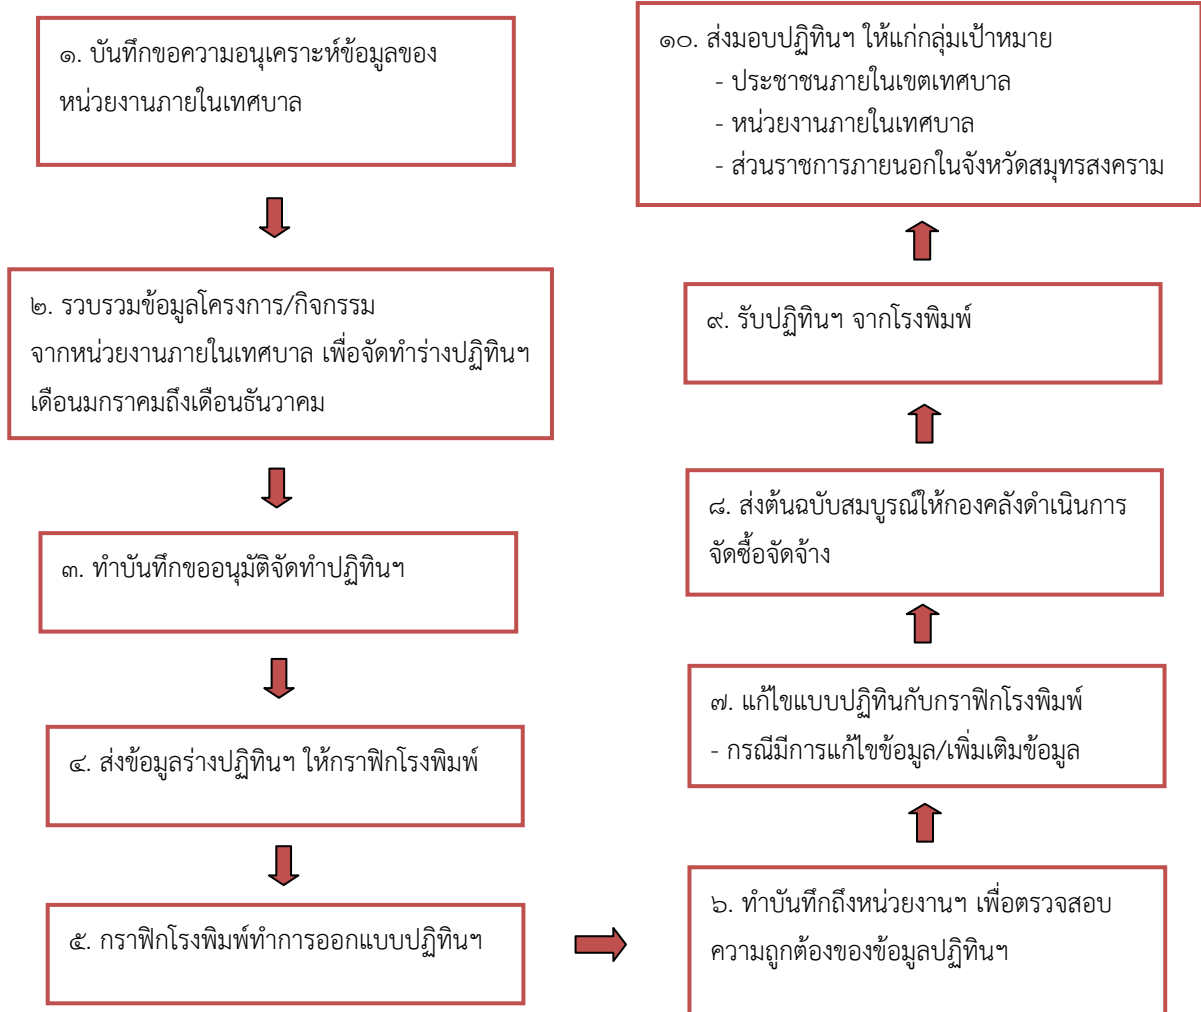 ๑. บันทึกขอความอนุเคราะห์ข้อมูลของ
หน่วยงานภายในเทศบาล
๒. รวบรวมข้อมูลโครงการ/กิจกรรม
จากหน่วยงานภายในเทศบาล เพื่อจัดทำร่างปฏิทินฯ
เดือนมกราคมถึงเดือนธันวาคม
๓. ทำบันทึกขออนุมัติจัดทำปฏิทินฯ
๔. ส่งข้อมูลร่างปฏิทินฯ ให้กราฟิกโรงพิมพ์
๕. กราฟิกโรงพิมพ์ทำการออกแบบปฏิทินฯ
๖. ทำบันทึกถึงหน่วยงานฯ เพื่อตรวจสอบ
ความถูกต้องของข้อมูลปฏิทินฯ
๗. แก้ไขแบบปฏิทินกับกราฟิกโรงพิมพ์
- กรณีมีการแก้ไขข้อมูล/เพิ่มเติมข้อมูล
๘. ส่งต้นฉบับสมบูรณ์ให้กองคลังดำเนินการ
จัดซื้อจัดจ้าง
๙. รับปฏิทินฯ จากโรงพิมพ์
๑๐. ส่งมอบปฏิทินฯ ให้แก่กลุ่มเป้าหมาย
- ประชาชนภายในเขตเทศบาล
- หน่วยงานภายในเทศบาล
- ส่วนราชการภายนอกในจังหวัดสมุทรสงคราม